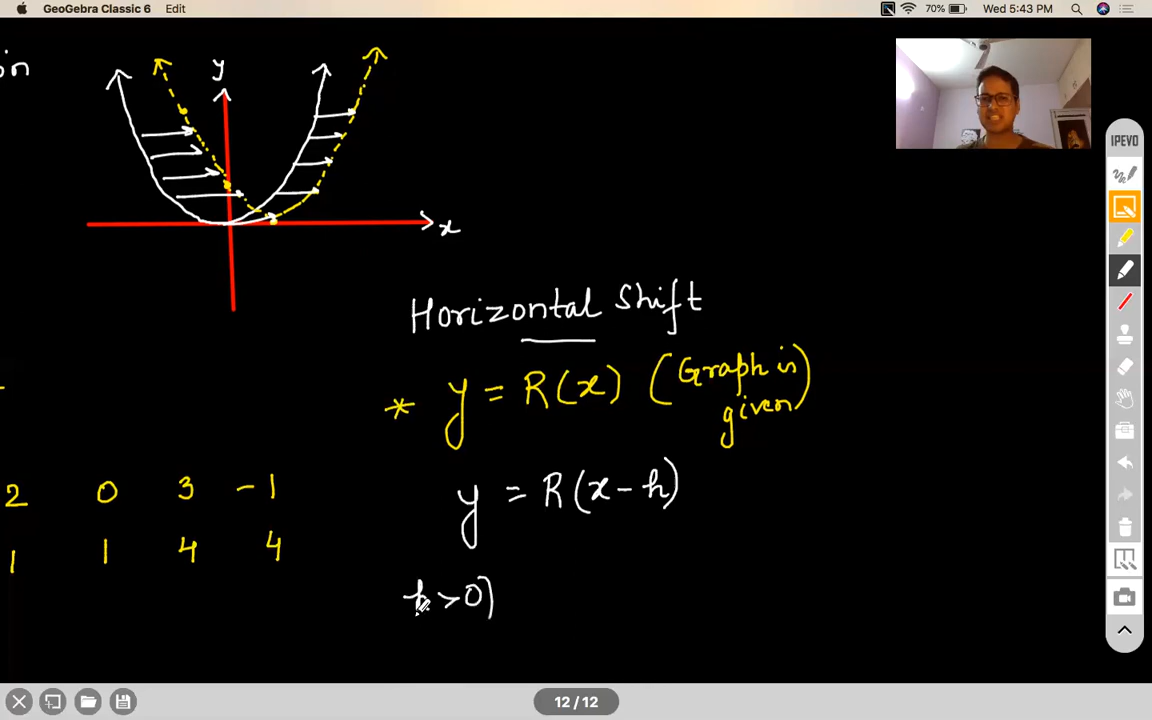 GeoGebra Classic 6 Edit 70% Wed 5:43 PM
on
y
x
IPEVO
Horizontal Shift
* y = R(x) (Graph is
given)
y = R(x - h)
2 0 3 -1
1 1 4 4
h > 0)
12 / 12